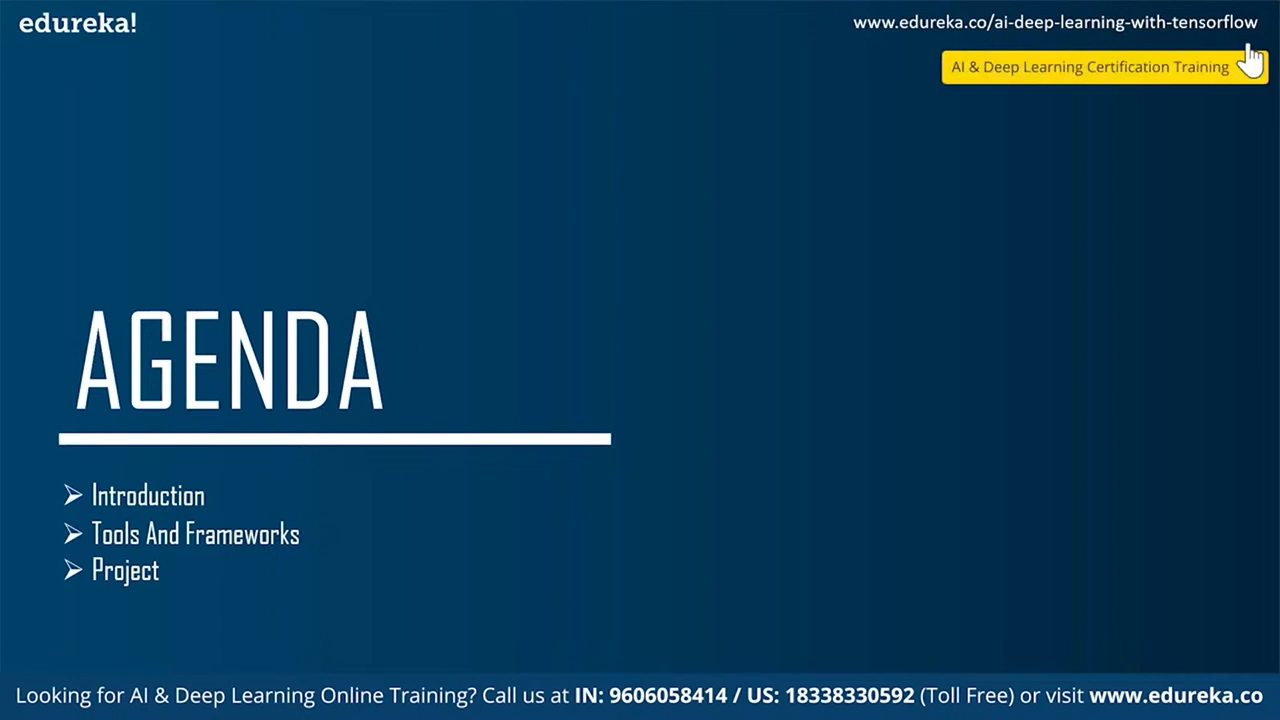 edureka!
www.edureka.co/ai-deep-learning-with-tensorflow
AI & Deep Learning Certification Training
AGENDA
Introduction
Tools And Frameworks
Project
Looking for AI & Deep Learning Online Training? Call us at IN: 9606058414 / US: 18338330592 (Toll Free) or visit www.edureka.co